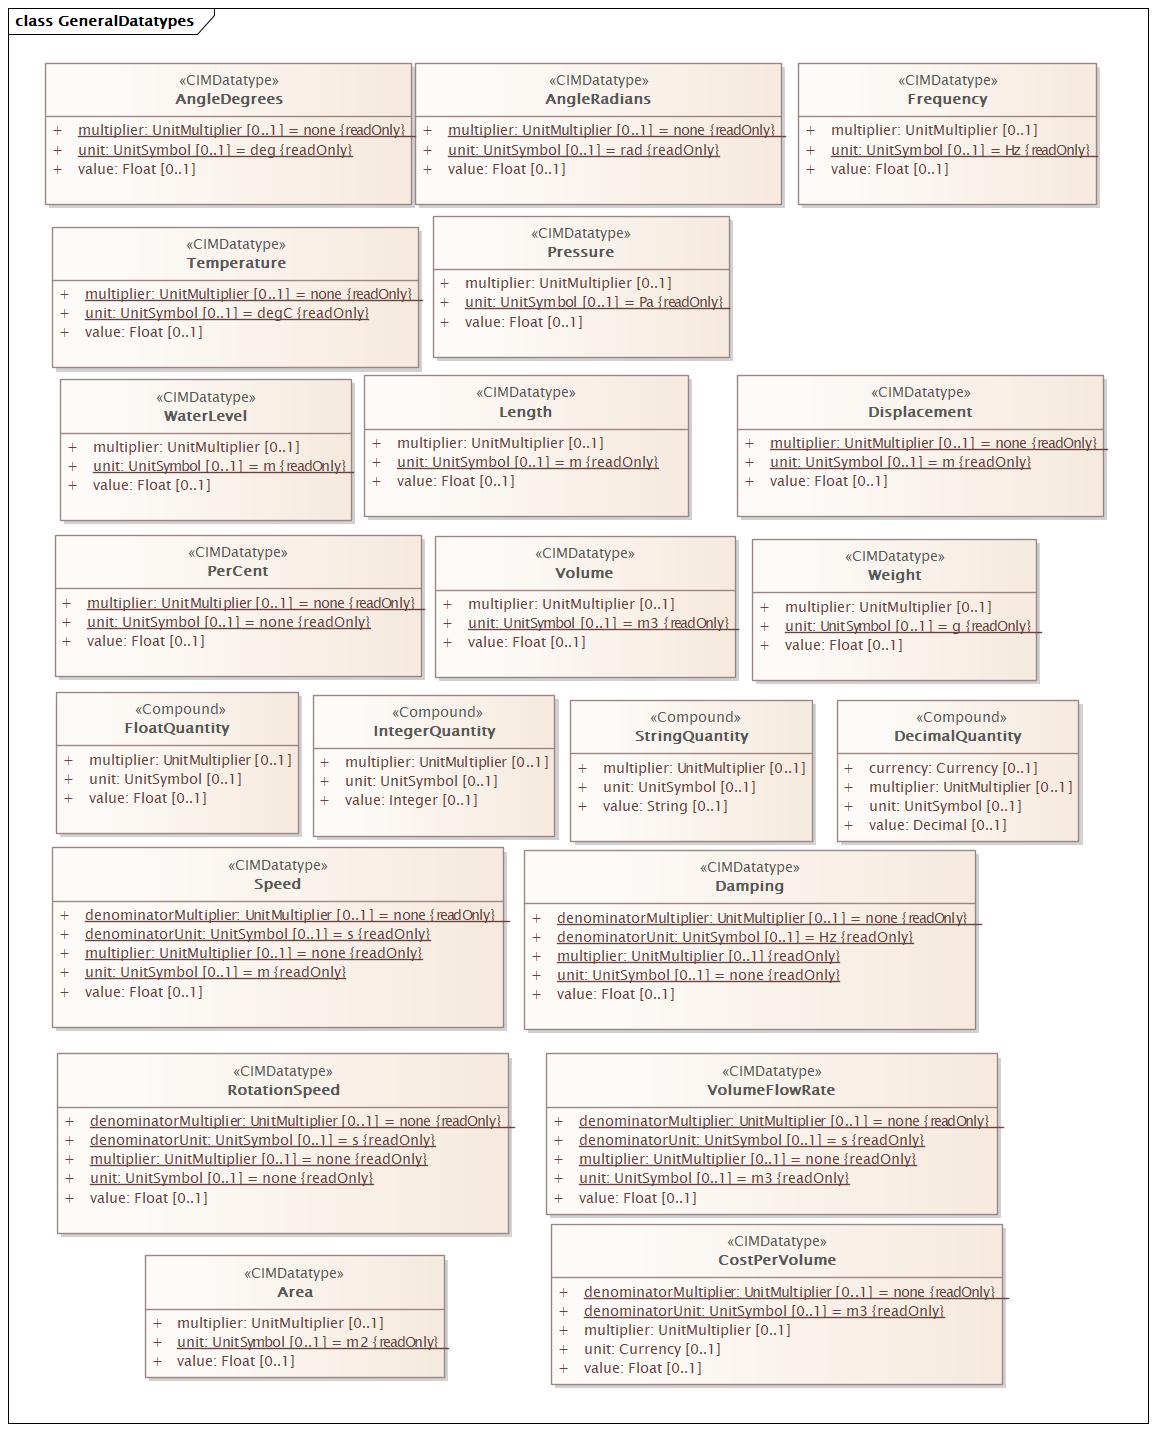 class GeneralDatatypes
«CIMDatatype»
AngleDegrees
+ multiplier: UnitMultiplier [0..1] = none {readOnly}
+ unit: UnitSymbol [0..1] = deg {readOnly}
+ value: Float [0..1]
«CIMDatatype»
AngleRadians
+ multiplier: UnitMultiplier [0..1] = none {readOnly}
+ unit: UnitSymbol [0..1] = rad {readOnly}
+ value: Float [0..1]
«CIMDatatype»
Frequency
+ multiplier: UnitMultiplier [0..1]
+ unit: UnitSymbol [0..1] = Hz {readOnly}
+ value: Float [0..1]
«CIMDatatype»
Temperature
+ multiplier: UnitMultiplier [0..1] = none {readOnly}
+ unit: UnitSymbol [0..1] = degC {readOnly}
+ value: Float [0..1]
«CIMDatatype»
Pressure
+ multiplier: UnitMultiplier [0..1]
+ unit: UnitSymbol [0..1] = Pa {readOnly}
+ value: Float [0..1]
«CIMDatatype»
WaterLevel
+ multiplier: UnitMultiplier [0..1]
+ unit: UnitSymbol [0..1] = m {readOnly}
+ value: Float [0..1]
«CIMDatatype»
Length
+ multiplier: UnitMultiplier [0..1]
+ unit: UnitSymbol [0..1] = m {readOnly}
+ value: Float [0..1]
«CIMDatatype»
Displacement
+ multiplier: UnitMultiplier [0..1] = none {readOnly}
+ unit: UnitSymbol [0..1] = m {readOnly}
+ value: Float [0..1]
«CIMDatatype»
PerCent
+ multiplier: UnitMultiplier [0..1] = none {readOnly}
+ unit: UnitSymbol [0..1] = none {readOnly}
+ value: Float [0..1]
«CIMDatatype»
Volume
+ multiplier: UnitMultiplier [0..1]
+ unit: UnitSymbol [0..1] = m3 {readOnly}
+ value: Float [0..1]
«CIMDatatype»
Weight
+ multiplier: UnitMultiplier [0..1]
+ unit: UnitSymbol [0..1] = g {readOnly}
+ value: Float [0..1]
«Compound»
FloatQuantity
+ multiplier: UnitMultiplier [0..1]
+ unit: UnitSymbol [0..1]
+ value: Float [0..1]
«Compound»
IntegerQuantity
+ multiplier: UnitMultiplier [0..1]
+ unit: UnitSymbol [0..1]
+ value: Integer [0..1]
«Compound»
StringQuantity
+ multiplier: UnitMultiplier [0..1]
+ unit: UnitSymbol [0..1]
+ value: String [0..1]
«Compound»
DecimalQuantity
+ currency: Currency [0..1]
+ multiplier: UnitMultiplier [0..1]
+ unit: UnitSymbol [0..1]
+ value: Decimal [0..1]
«CIMDatatype»
Speed
+ denominatorMultiplier: UnitMultiplier [0..1] = none {readOnly}
+ denominatorUnit: UnitSymbol [0..1] = s {readOnly}
+ multiplier: UnitMultiplier [0..1] = none {readOnly}
+ unit: UnitSymbol [0..1] = m {readOnly}
+ value: Float [0..1]
«CIMDatatype»
Damping
+ denominatorMultiplier: UnitMultiplier [0..1] = none {readOnly}
+ denominatorUnit: UnitSymbol [0..1] = Hz {readOnly}
+ multiplier: UnitMultiplier [0..1] {readOnly}
+ unit: UnitSymbol [0..1] = none {readOnly}
+ value: Float [0..1]
«CIMDatatype»
RotationSpeed
+ denominatorMultiplier: UnitMultiplier [0..1] = none {readOnly}
+ denominatorUnit: UnitSymbol [0..1] = s {readOnly}
+ multiplier: UnitMultiplier [0..1] = none {readOnly}
+ unit: UnitSymbol [0..1] = none {readOnly}
+ value: Float [0..1]
«CIMDatatype»
VolumeFlowRate
+ denominatorMultiplier: UnitMultiplier [0..1] = none {readOnly}
+ denominatorUnit: UnitSymbol [0..1] = s {readOnly}
+ multiplier: UnitMultiplier [0..1] = none {readOnly}
+ unit: UnitSymbol [0..1] = m3 {readOnly}
+ value: Float [0..1]
«CIMDatatype»
Area
+ multiplier: UnitMultiplier [0..1]
+ unit: UnitSymbol [0..1] = m2 {readOnly}
+ value: Float [0..1]
«CIMDatatype»
CostPerVolume
+ denominatorMultiplier: UnitMultiplier [0..1] = none {readOnly}
+ denominatorUnit: UnitSymbol [0..1] = m3 {readOnly}
+ multiplier: UnitMultiplier [0..1]
+ unit: Currency [0..1]
+ value: Float [0..1]